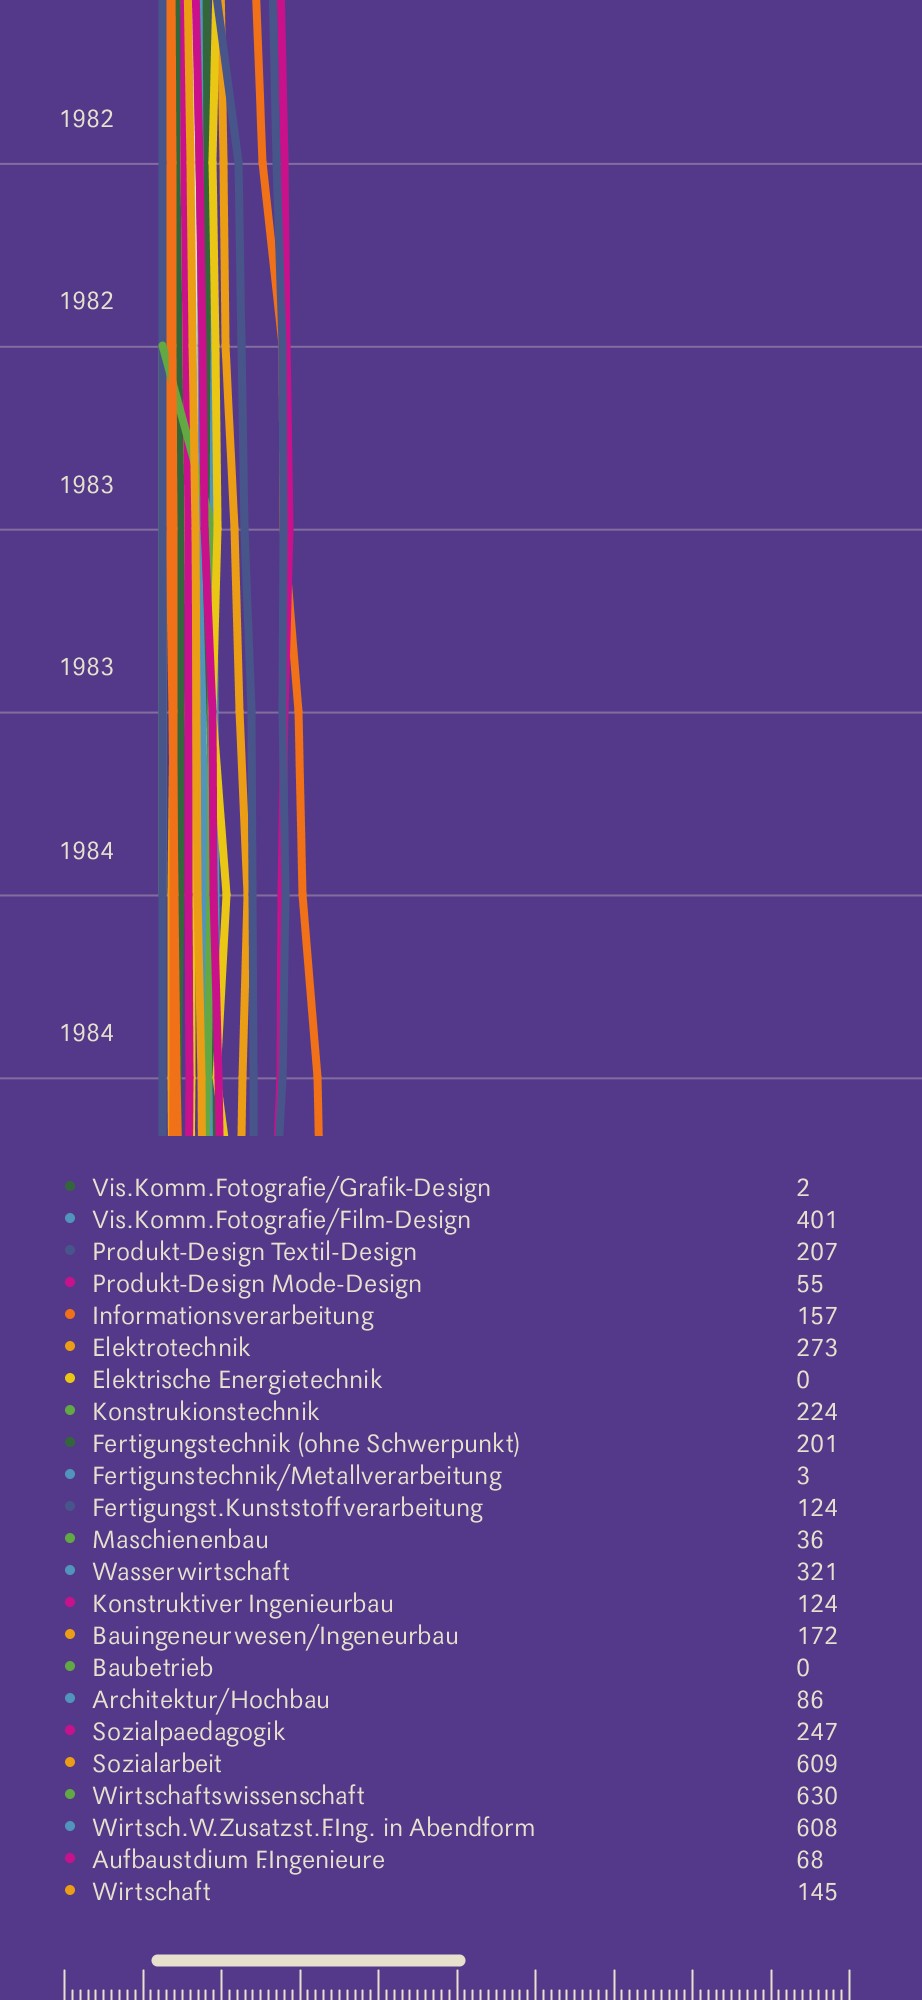 1982
1982
1983
1983
1984
1984
Vis.Komm.Fotografie/Grafik-Design 2
Vis.Komm.Fotografie/Film-Design 401
Produkt-Design Textil-Design 207
Produkt-Design Mode-Design 55
Informationsverarbeitung 157
Elektrotechnik 273
Elektrische Energietechnik 0
Konstrukionstechnik 224
Fertigungstechnik (ohne Schwerpunkt) 201
Fertigunstechnik/Metallverarbeitung 3
Fertigungst.Kunststoffverarbeitung 124
Maschienenbau 36
Wasserwirtschaft 321
Konstruktiver Ingenieurbau 124
Bauingeneurwesen/Ingeneurbau 172
Baubetrieb 0
Architektur/Hochbau 86
Sozialpaedagogik 247
Sozialarbeit 609
Wirtschaftswissenschaft 630
Wirtsch.W.Zusatzst.F.Ing. in Abendform 608
Aufbaustdium F.Ingenieure 68
Wirtschaft 145